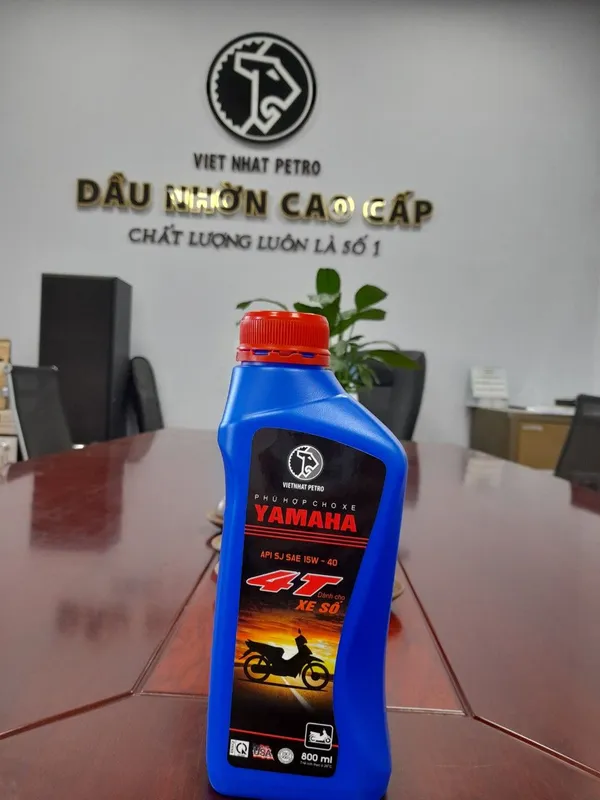 VIET NHAT PETRO
DẦU NHỜN CAO CẤP
CHẤT LƯỢNG LUÔN LÀ SỐ 1
VIETNHAT PETRO
PHÙ HỢP CHO XE
YAMAHA
API SJ SAE 15W - 40
4T
Dành cho
XE SỐ
USA
800 ml